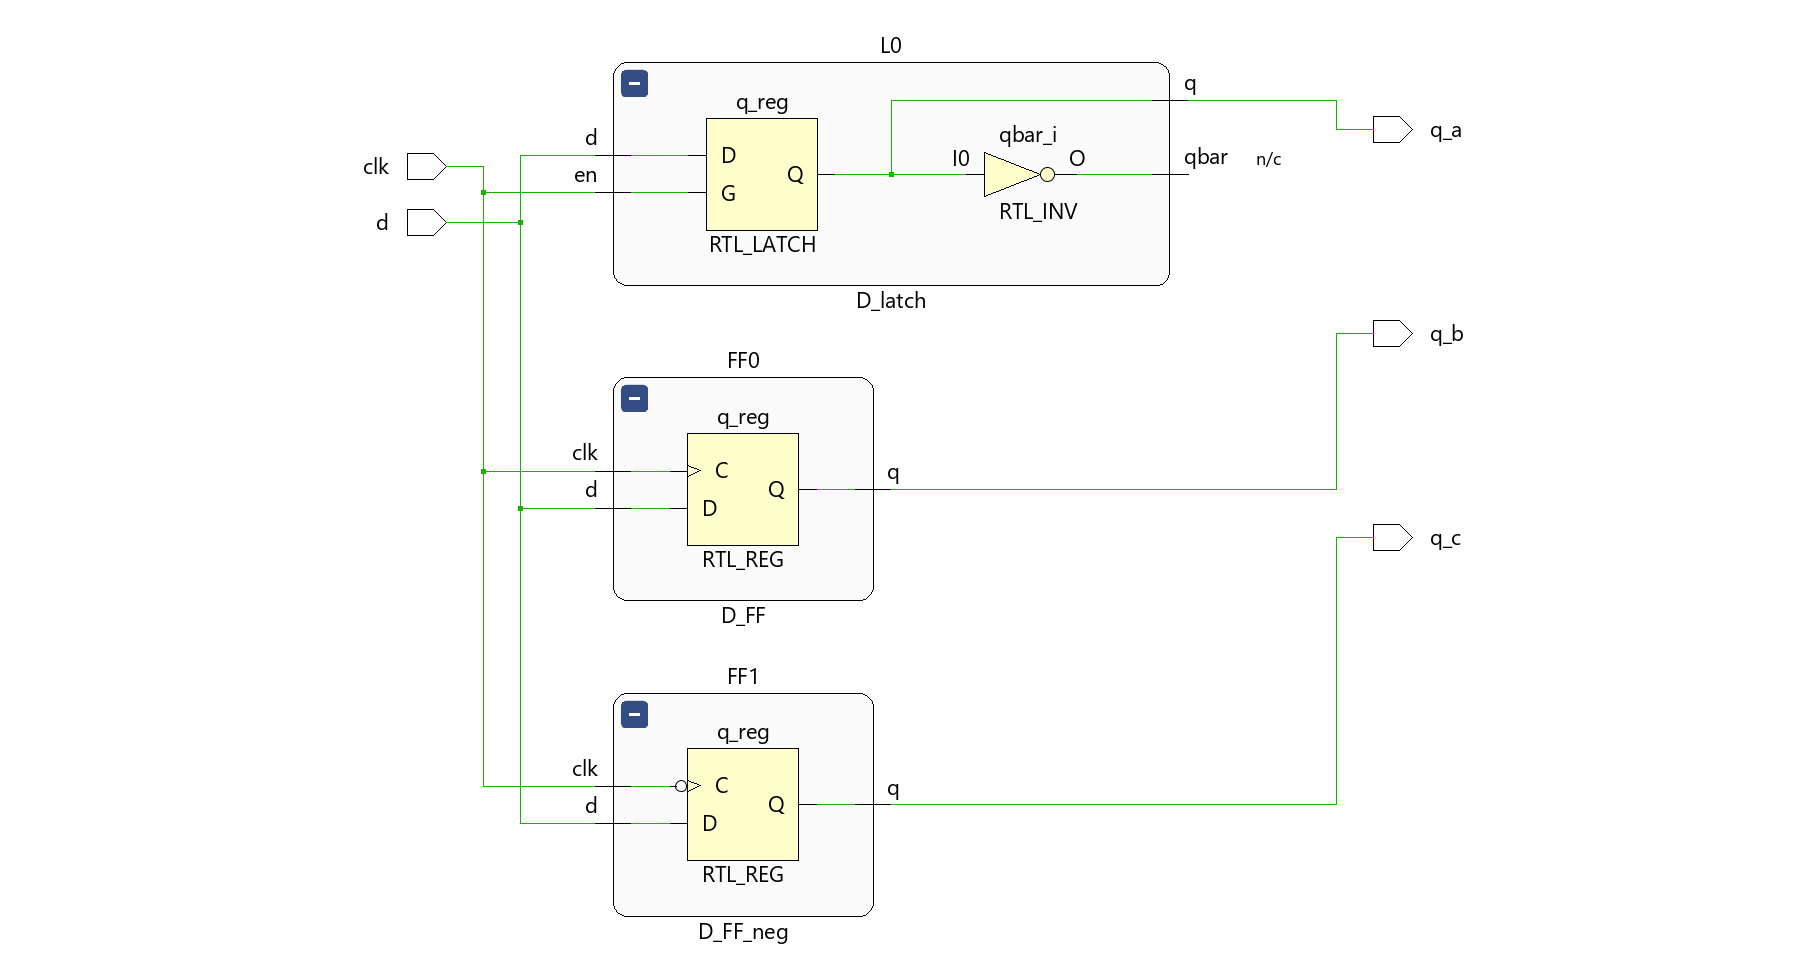 L0
q_reg
d
D
en
G
Q
RTL_LATCH
I0
qbar_i
O
RTL_INV
q
qbar
n/c
D_latch
clk
d
q_a
q_b
q_c
FF0
q_reg
clk
C
d
D
Q
RTL_REG
q
D_FF
FF1
q_reg
clk
C
d
D
Q
RTL_REG
q
D_FF_neg